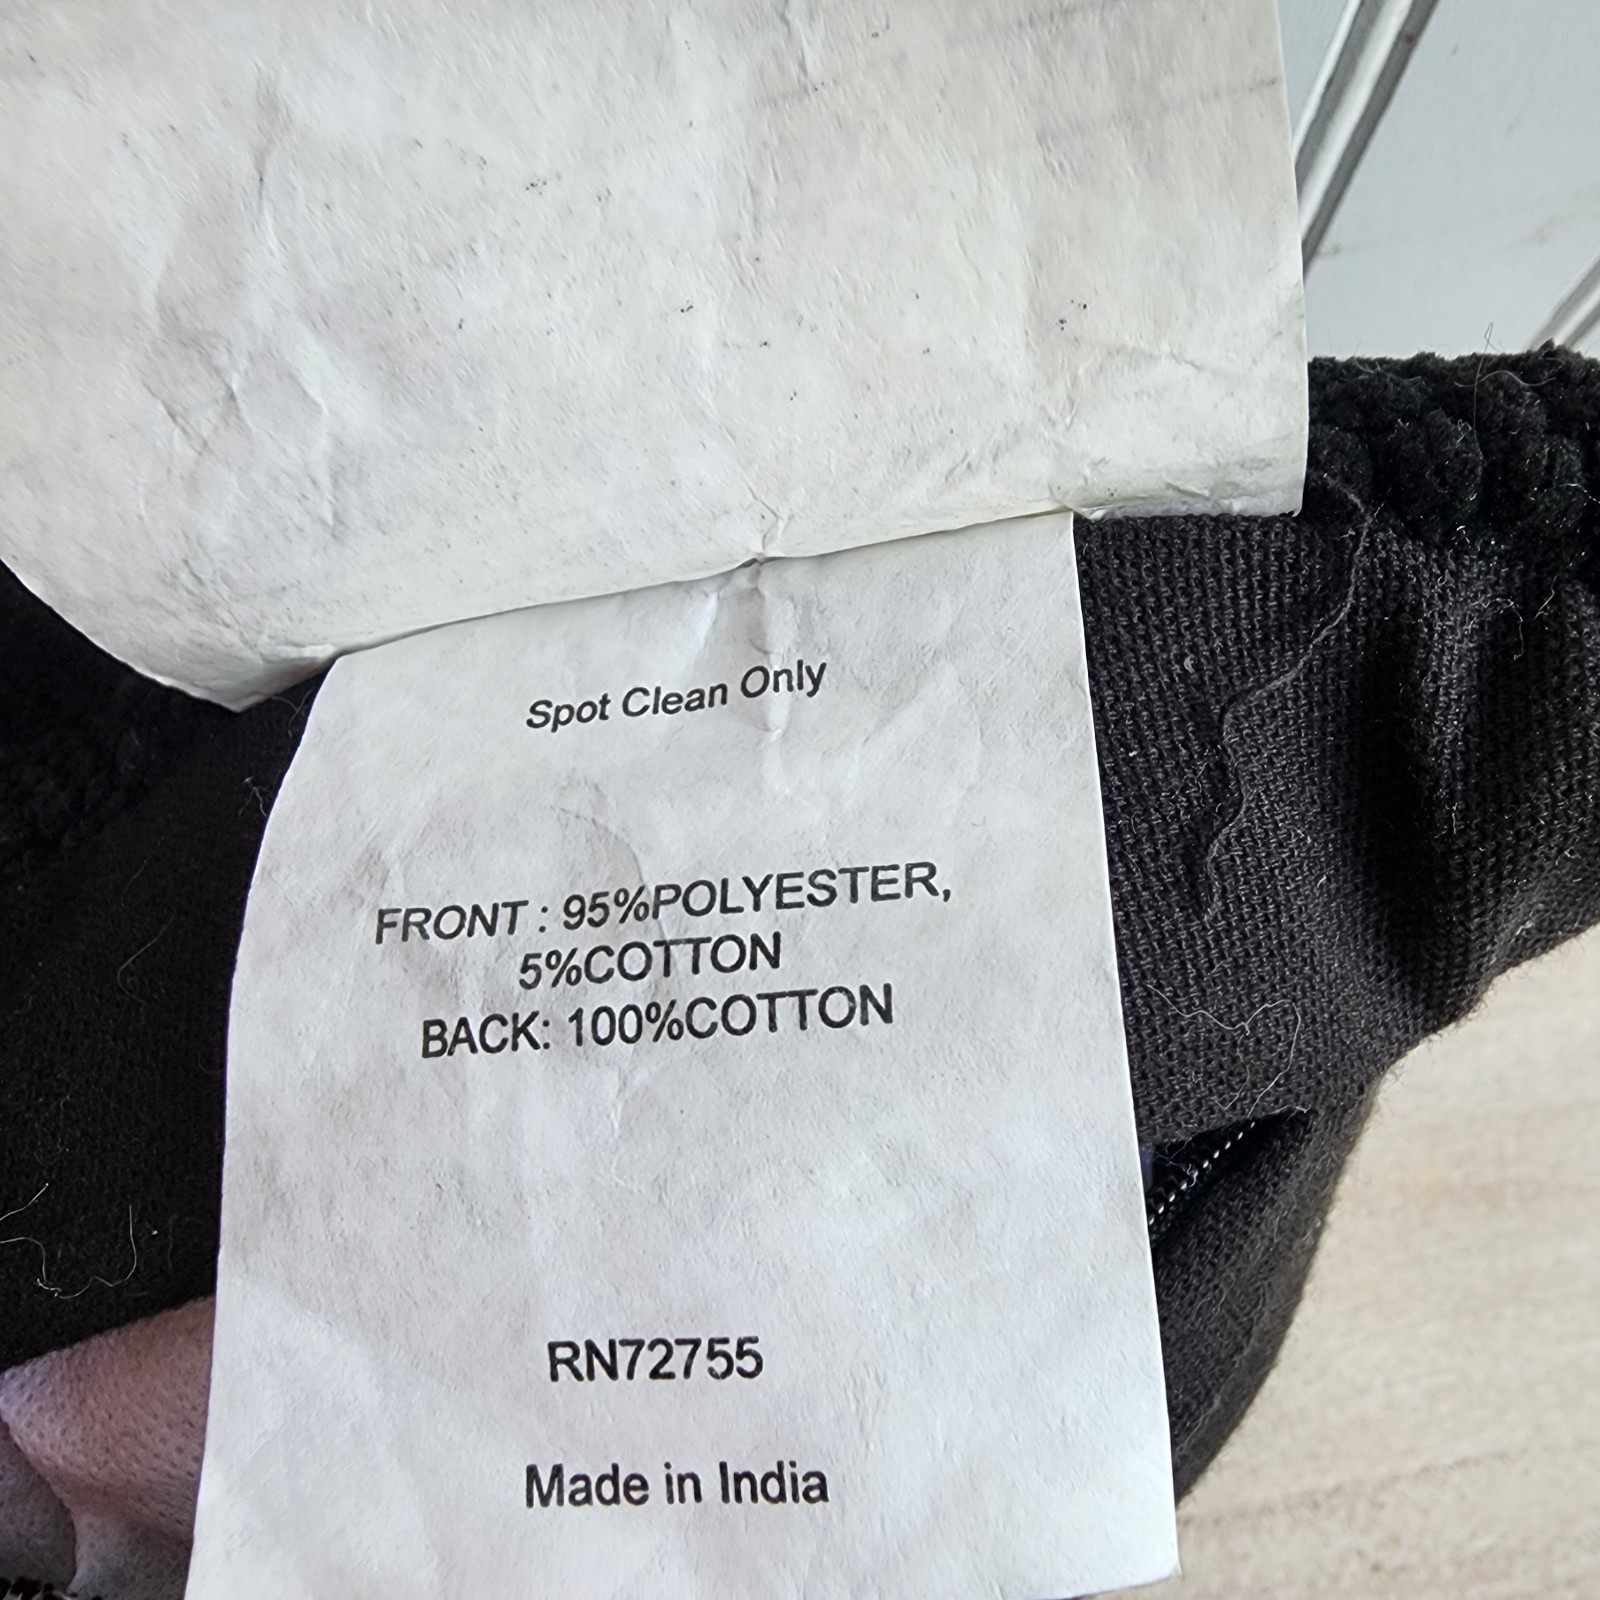 Spot Clean Only
FRONT : 95%POLYESTER,
5%COTTON
BACK: 100%COTTON
RN72755
Made in India